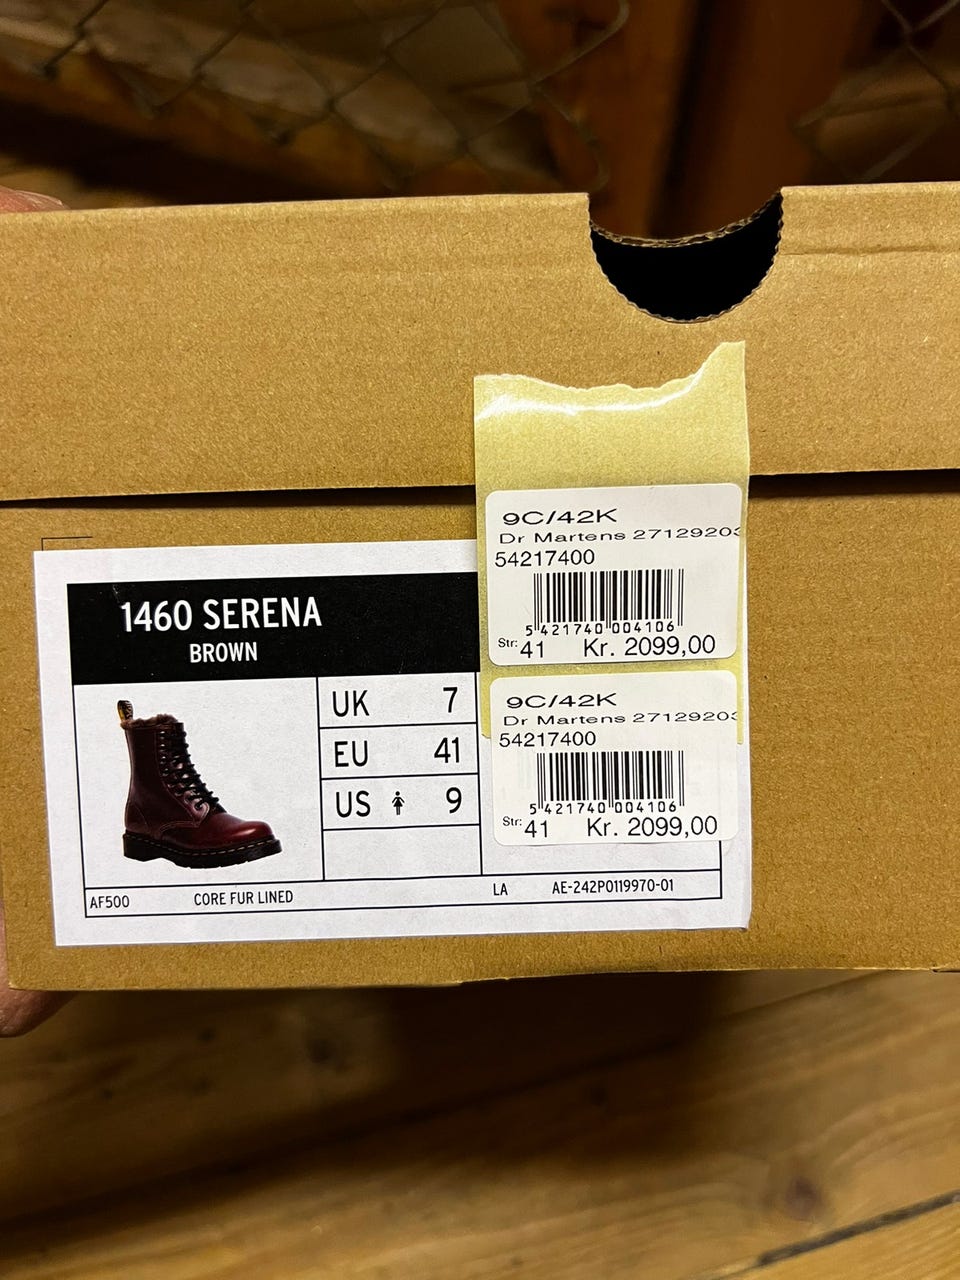 1460 SERENA
BROWN
UK 7
EU 41
US 9
AF500 CORE FUR LINED LA AE-242P0119970-01
9C/42K
Dr Martens 2712920
54217400
5 421740 004106
Str: 41 Kr. 2099,00
9C/42K
Dr Martens 2712920
54217400
5 421740 004106
Str: 41 Kr. 2099,00